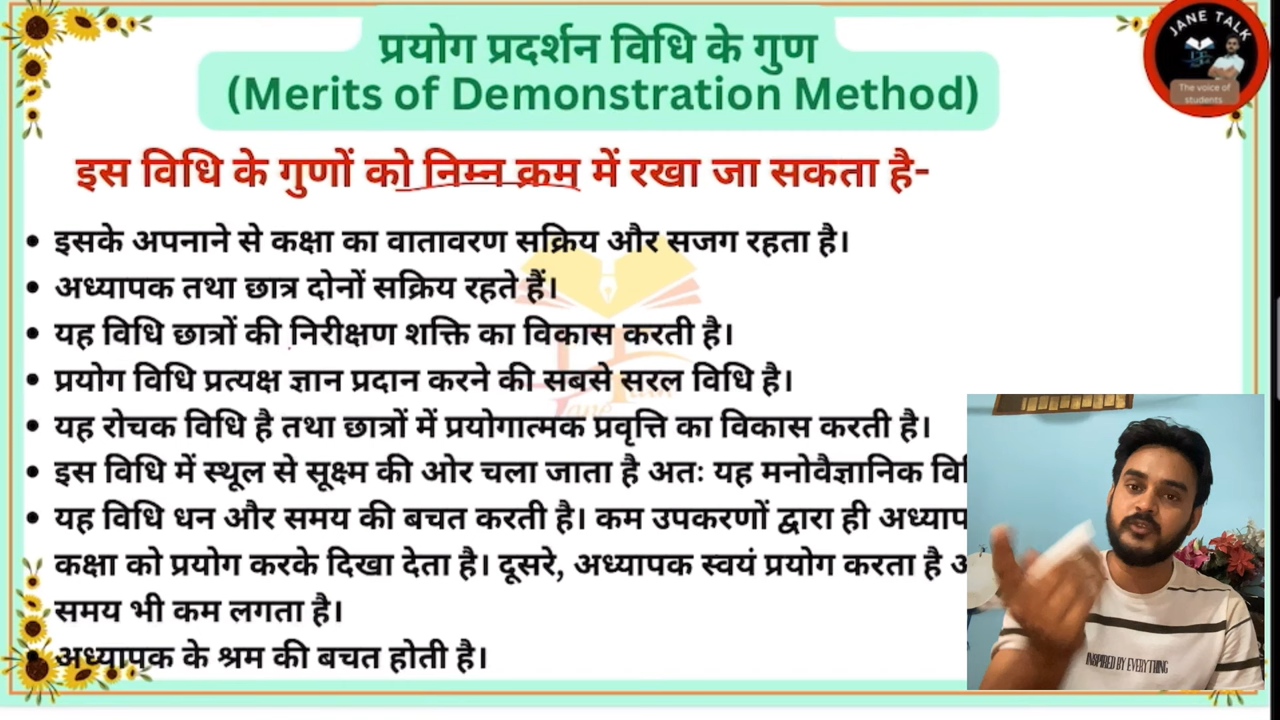 प्रयोग प्रदर्शन विधि के गुण
(Merits of Demonstration Method)
JANE TALK
The voice of
students
इस विधि के गुणों को निम्न क्रम में रखा जा सकता है-
• इसके अपनाने से कक्षा का वातावरण सक्रिय और सजग रहता है।
• अध्यापक तथा छात्र दोनों सक्रिय रहते हैं।
• यह विधि छात्रों की निरीक्षण शक्ति का विकास करती है।
• प्रयोग विधि प्रत्यक्ष ज्ञान प्रदान करने की सबसे सरल विधि है।
• यह रोचक विधि है तथा छात्रों में प्रयोगात्मक प्रवृत्ति का विकास करती है।
• इस विधि में स्थूल से सूक्ष्म की ओर चला जाता है अतः यह मनोवैज्ञानिक
• यह विधि धन और समय की बचत करती है। कम उपकरणों द्वारा ही
कक्षा को प्रयोग करके दिखा देता है। दूसरे, अध्यापक स्वयं प्रयोग करता है
समय भी कम लगता है।
• अध्यापक के श्रम की बचत होती है।
INSPIRED BY EVERYTHING